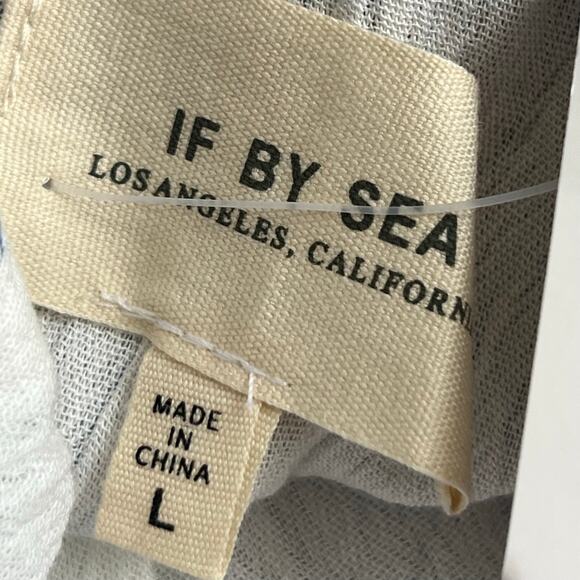 IF BY SEA
LOS ANGELES, CALIFORN
MADE
IN
CHINA
L